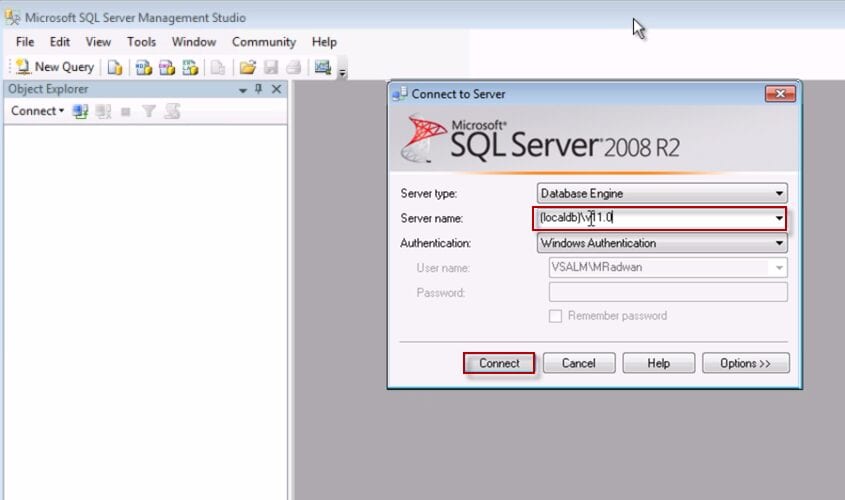 Microsoft SQL Server Management Studio
File Edit View Tools Window Community Help
New Query
Object Explorer
Connect
Connect to Server
Microsoft®
SQL Server® 2008 R2
Server type: Database Engine
Server name: (localdb)\v11.0
Authentication: Windows Authentication
User name: VSALM\MRadwan
Password:
Remember password
Connect Cancel Help Options >>